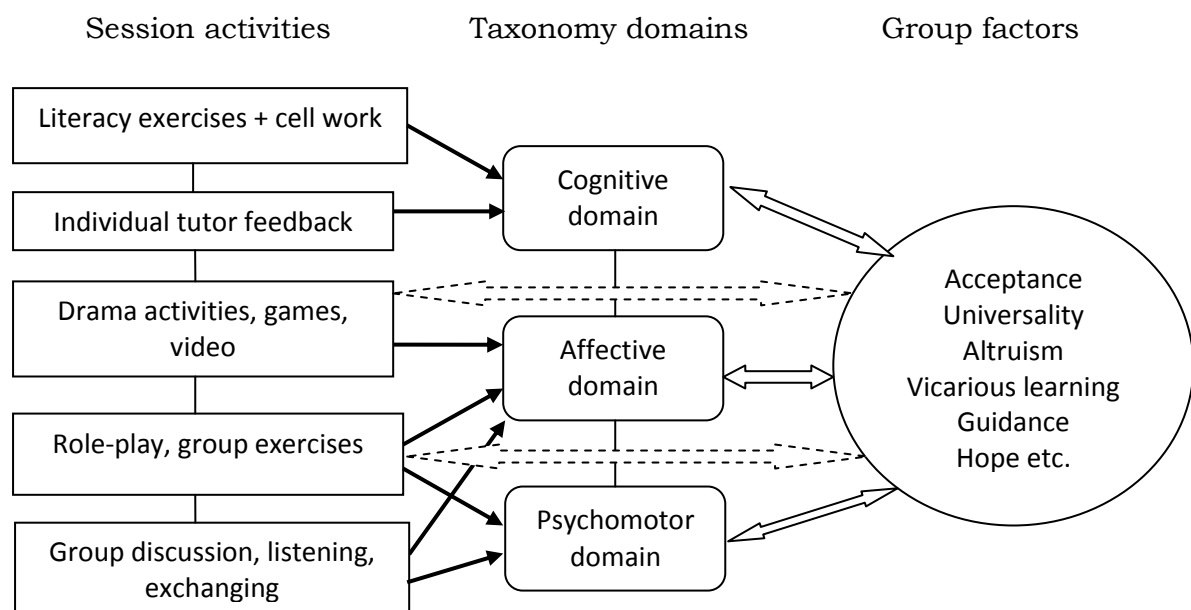 Session activities
Taxonomy domains
Group factors
Literacy exercises + cell work
Individual tutor feedback
Drama activities, games,
video
Role-play, group exercises
Group discussion, listening,
exchanging
Cognitive
domain
Affective
domain
Psychomotor
domain
Acceptance
Universality
Altruism
Vicarious learning
Guidance
Hope etc.